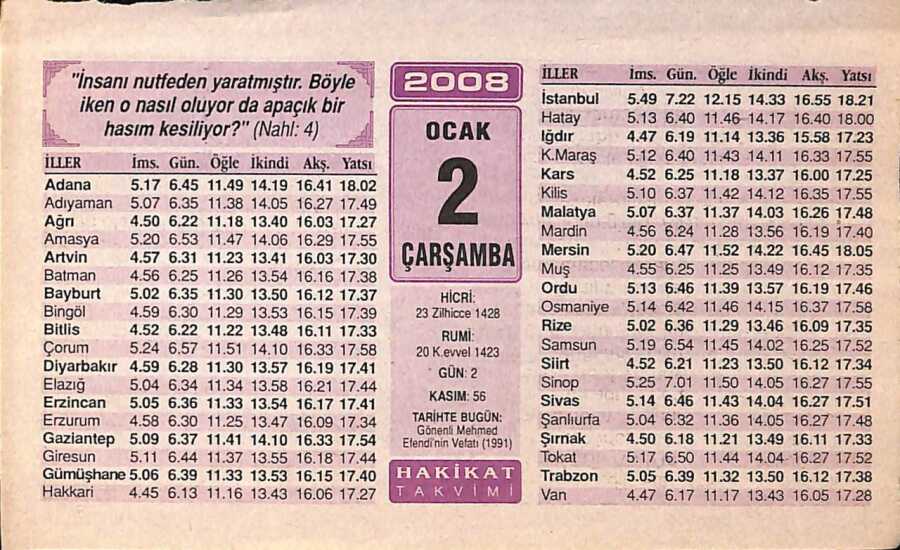 "İnsanı nutfeden yaratmıştır. Böyle
iken o nasıl oluyor da apaçık bir
hasım kesiliyor?" (Nahl: 4)
İLLER İms. Gün. Öğle İkindi Akş. Yatsı
Adana 5.17 6.45 11.49 14.19 16.41 18.02
Adıyaman 5.07 6.35 11.38 14.05 16.27 17.49
Ağrı 4.50 6.22 11.18 13.40 16.03 17.27
Amasya 5.20 6.53 11.47 14.06 16.29 17.55
Artvin 4.57 6.31 11.23 13.41 16.03 17.30
Batman 4.56 6.25 11.26 13.54 16.16 17.38
Bayburt 5.02 6.35 11.30 13.50 16.12 17.37
Bingöl 4.59 6.30 11.29 13.53 16.15 17.39
Bitlis 4.52 6.22 11.22 13.48 16.11 17.33
Çorum 5.24 6.57 11.51 14.10 16.33 17.58
Diyarbakır 4.59 6.28 11.30 13.57 16.19 17.41
Elazığ 5.04 6.34 11.34 13.58 16.21 17.44
Erzincan 5.05 6.36 11.33 13.54 16.17 17.41
Erzurum 4.58 6.30 11.25 13.47 16.09 17.34
Gaziantep 5.09 6.37 11.41 14.10 16.33 17.54
Giresun 5.11 6.44 11.37 13.55 16.18 17.44
Gümüşhane 5.06 6.39 11.33 13.53 16.15 17.40
Hakkari 4.45 6.13 11.16 13.43 16.06 17.27
2008
OCAK
2
ÇARŞAMBA
HİCRİ:
23 Zilhicce 1428
RUMİ:
20 K.evvel 1423
GÜN: 2
KASIM: 56
TARİHTE BUGÜN:
Gönenli Mehmed
Efendi'nin Vefatı (1991)
HAKİKAT
TAKVİMİ
İLLER İms. Gün. Öğle İkindi Akş. Yatsı
İstanbul 5.49 7.22 12.15 14.33 16.55 18.21
Hatay 5.13 6.40 11.46 14.17 16.40 18.00
Iğdır 4.47 6.19 11.14 13.36 15.58 17.23
K.Maraş 5.12 6.40 11.43 14.11 16.33 17.55
Kars 4.52 6.25 11.18 13.37 16.00 17.25
Kilis 5.10 6.37 11.42 14.12 16.35 17.55
Malatya 5.07 6.37 11.37 14.03 16.26 17.48
Mardin 4.56 6.24 11.28 13.56 16.19 17.40
Mersin 5.20 6.47 11.52 14.22 16.45 18.05
Muş 4.55 6.25 11.25 13.49 16.12 17.35
Ordu 5.13 6.46 11.39 13.57 16.19 17.46
Osmaniye 5.14 6.42 11.46 14.15 16.37 17.58
Rize 5.02 6.36 11.29 13.46 16.09 17.35
Samsun 5.19 6.54 11.45 14.02 16.25 17.52
Siirt 4.52 6.21 11.23 13.50 16.12 17.34
Sinop 5.25 7.01 11.50 14.05 16.27 17.55
Sivas 5.14 6.46 11.43 14.04 16.27 17.51
Şanlıurfa 5.04 6.32 11.36 14.05 16.27 17.48
Şırnak 4.50 6.18 11.21 13.49 16.11 17.33
Tokat 5.17 6.50 11.44 14.04 16.27 17.52
Trabzon 5.05 6.39 11.32 13.50 16.12 17.38
Van 4.47 6.17 11.17 13.43 16.05 17.28